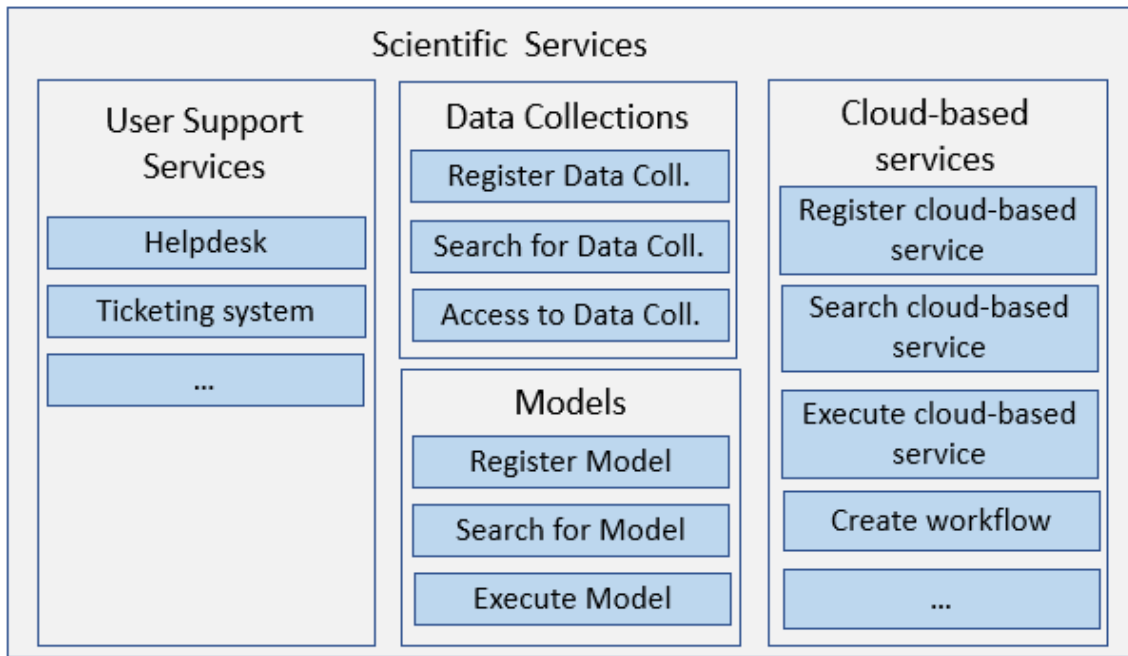 Scientific Services
User Support
Services
Helpdesk
Ticketing system
...
Data Collections
Register Data Coll.
Search for Data Coll.
Access to Data Coll.
Models
Register Model
Search for Model
Execute Model
Cloud-based
services
Register cloud-based
service
Search cloud-based
service
Execute cloud-based
service
Create workflow
...